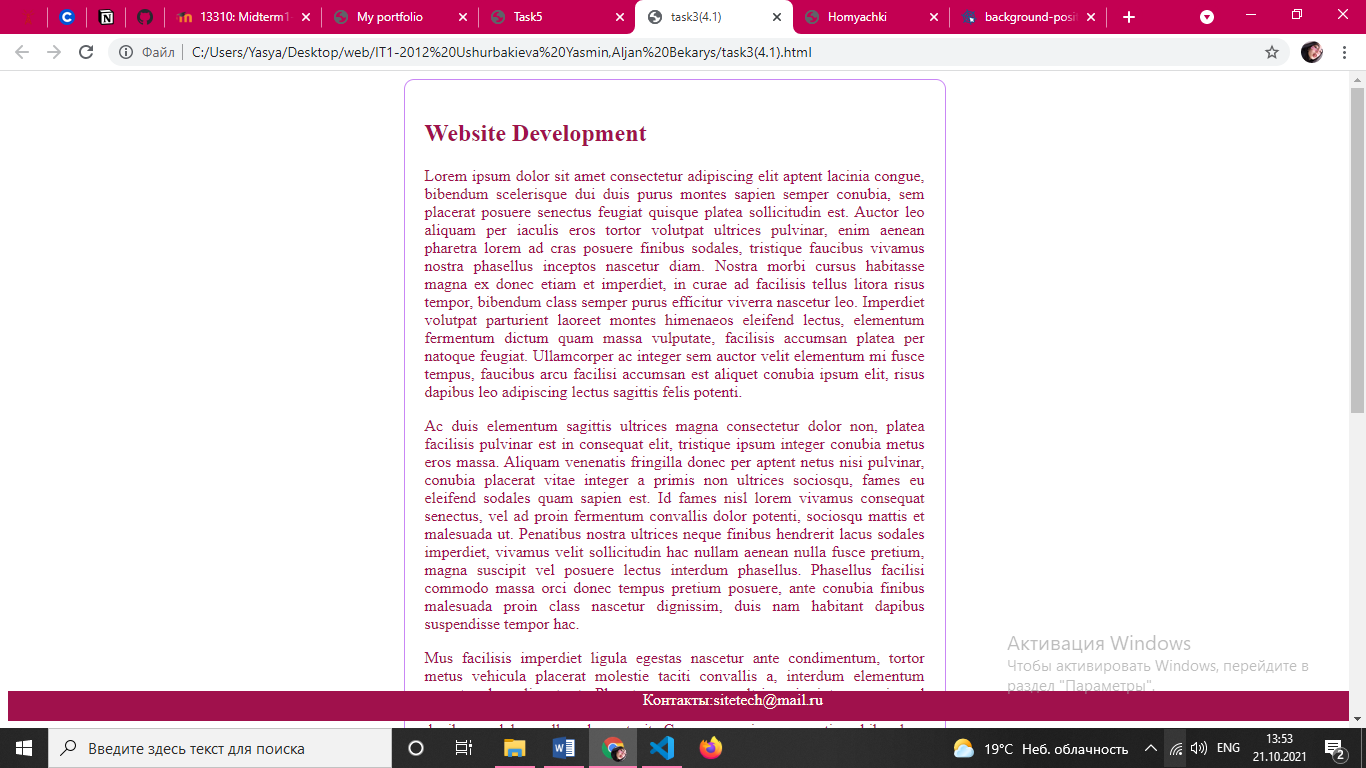 13310: Midterm1
My portfolio
Task5
task3(4.1)
Homyachki
background-posi
Файл
C:/Users/Yasya/Desktop/web/IT1-2012%20Ushurbakieva%20Yasmin,Aljan%20Bekarys/task3(4.1).html
Website Development
Lorem ipsum dolor sit amet consectetur adipiscing elit aptent lacinia congue,
bibendum scelerisque dui duis purus montes sapien semper conubia, sem
placerat posuere senectus feugiat quisque platea sollicitudin est. Auctor leo
aliquam per iaculis eros tortor volutpat ultrices pulvinar, enim aenean
pharetra lorem ad cras posuere finibus sodales, tristique faucibus vivamus
nostra phasellus inceptos nascetur diam. Nostra morbi cursus habitasse
magna ex donec etiam et imperdiet, in curae ad facilisis tellus litora risus
tempor, bibendum class semper purus efficitur viverra nascetur leo. Imperdiet
volutpat parturient laoreet montes himenaeos eleifend lectus, elementum
fermentum dictum quam massa vulputate, facilisis accumsan platea per
natoque feugiat. Ullamcorper ac integer sem auctor velit elementum mi fusce
tempus, faucibus arcu facilisi accumsan est aliquet conubia ipsum elit, risus
dapibus leo adipiscing lectus sagittis felis potenti.
Ac duis elementum sagittis ultrices magna consectetur dolor non, platea
facilisis pulvinar est in consequat elit, tristique ipsum integer conubia metus
eros massa. Aliquam venenatis fringilla donec per aptent netus nisi pulvinar,
conubia placerat vitae integer a primis non ultrices sociosqu, fames eu
eleifend sodales quam sapien est. Id fames nisl lorem vivamus consequat
senectus, vel ad proin fermentum convallis dolor potenti, sociosqu mattis et
malesuada ut. Penatibus nostra ultrices neque finibus hendrerit lacus sodales
imperdiet, vivamus velit sollicitudin hac nullam aenean nulla fusce pretium,
magna suscipit vel posuere lectus interdum phasellus. Phasellus facilisi
commodo massa orci donec tempus pretium posuere, ante conubia finibus
malesuada proin class nascetur dignissim, duis nam habitant dapibus
suspendisse tempor hac.
Mus facilisis imperdiet ligula egestas nascetur ante condimentum, tortor
metus vehicula placerat molestie taciti convallis a, interdum elementum
Активация Windows
Чтобы активировать Windows, перейдите в
раздел "Параметры".
Контакты:sitetech@mail.ru
Введите здесь текст для поиска
19°C Неб. облачность
ENG
13:53
21.10.2021
2